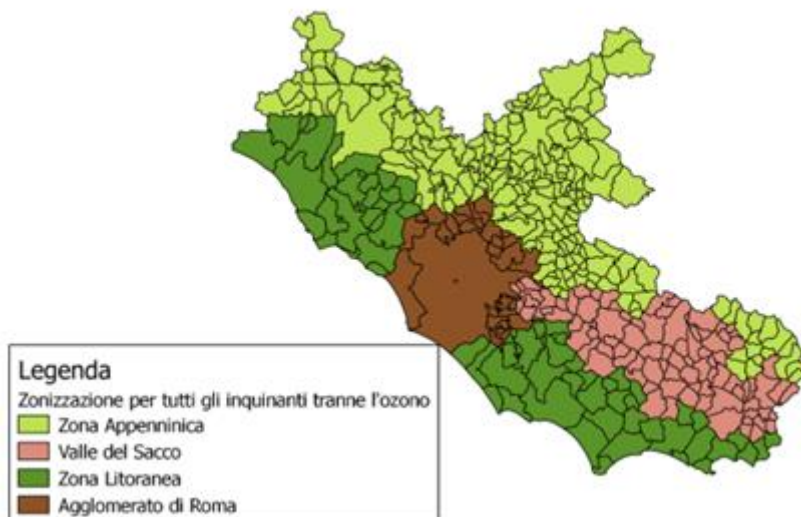 Legenda
Zonizzazione per tutti gli inquinanti tranne l'ozono
Zona Appenninica
Valle del Sacco
Zona Litoranea
Agglomerato di Roma